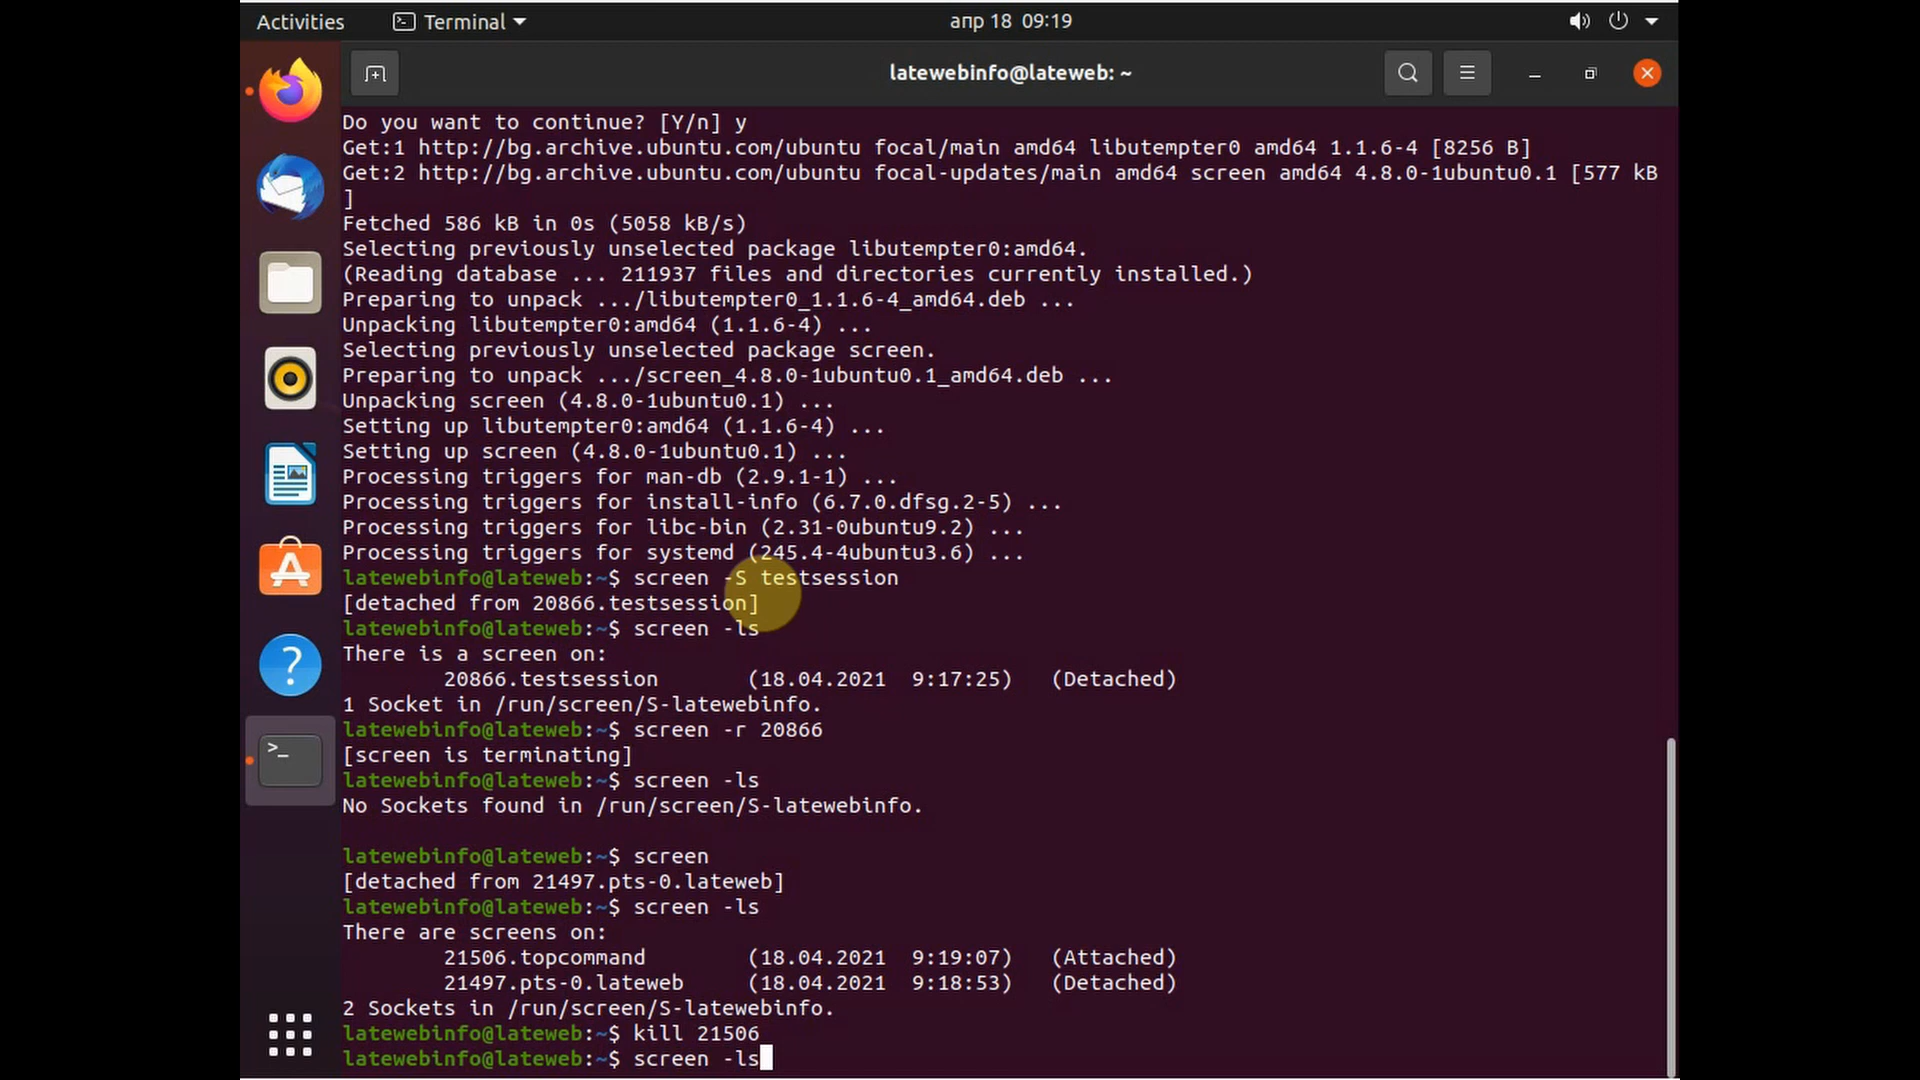 Activities
Terminal
апр 18 09:19
latewebinfo@lateweb: ~
Do you want to continue? [Y/n] y
Get:1 http://bg.archive.ubuntu.com/ubuntu focal/main amd64 libutempter0 amd64 1.1.6-4 [8256 B]
Get:2 http://bg.archive.ubuntu.com/ubuntu focal-updates/main amd64 screen amd64 4.8.0-1ubuntu0.1 [577 kB
]
Fetched 586 kB in 0s (5058 kB/s)
Selecting previously unselected package libutempter0:amd64.
(Reading database ... 211937 files and directories currently installed.)
Preparing to unpack .../libutempter0_1.1.6-4_amd64.deb ...
Unpacking libutempter0:amd64 (1.1.6-4) ...
Selecting previously unselected package screen.
Preparing to unpack .../screen_4.8.0-1ubuntu0.1_amd64.deb ...
Unpacking screen (4.8.0-1ubuntu0.1) ...
Setting up libutempter0:amd64 (1.1.6-4) ...
Setting up screen (4.8.0-1ubuntu0.1) ...
Processing triggers for man-db (2.9.1-1) ...
Processing triggers for install-info (6.7.0.dfsg.2-5) ...
Processing triggers for libc-bin (2.31-0ubuntu9.2) ...
Processing triggers for systemd (245.4-4ubuntu3.6) ...
latewebinfo@lateweb:~$ screen -S testsession
[detached from 20866.testsession]
latewebinfo@lateweb:~$ screen -ls
There is a screen on:
20866.testsession (18.04.2021 9:17:25) (Detached)
1 Socket in /run/screen/S-latewebinfo.
latewebinfo@lateweb:~$ screen -r 20866
[screen is terminating]
latewebinfo@lateweb:~$ screen -ls
No Sockets found in /run/screen/S-latewebinfo.
latewebinfo@lateweb:~$ screen
[detached from 21497.pts-0.lateweb]
latewebinfo@lateweb:~$ screen -ls
There are screens on:
21506.topcommand (18.04.2021 9:19:07) (Attached)
21497.pts-0.lateweb (18.04.2021 9:18:53) (Detached)
2 Sockets in /run/screen/S-latewebinfo.
latewebinfo@lateweb:~$ kill 21506
latewebinfo@lateweb:~$ screen -ls